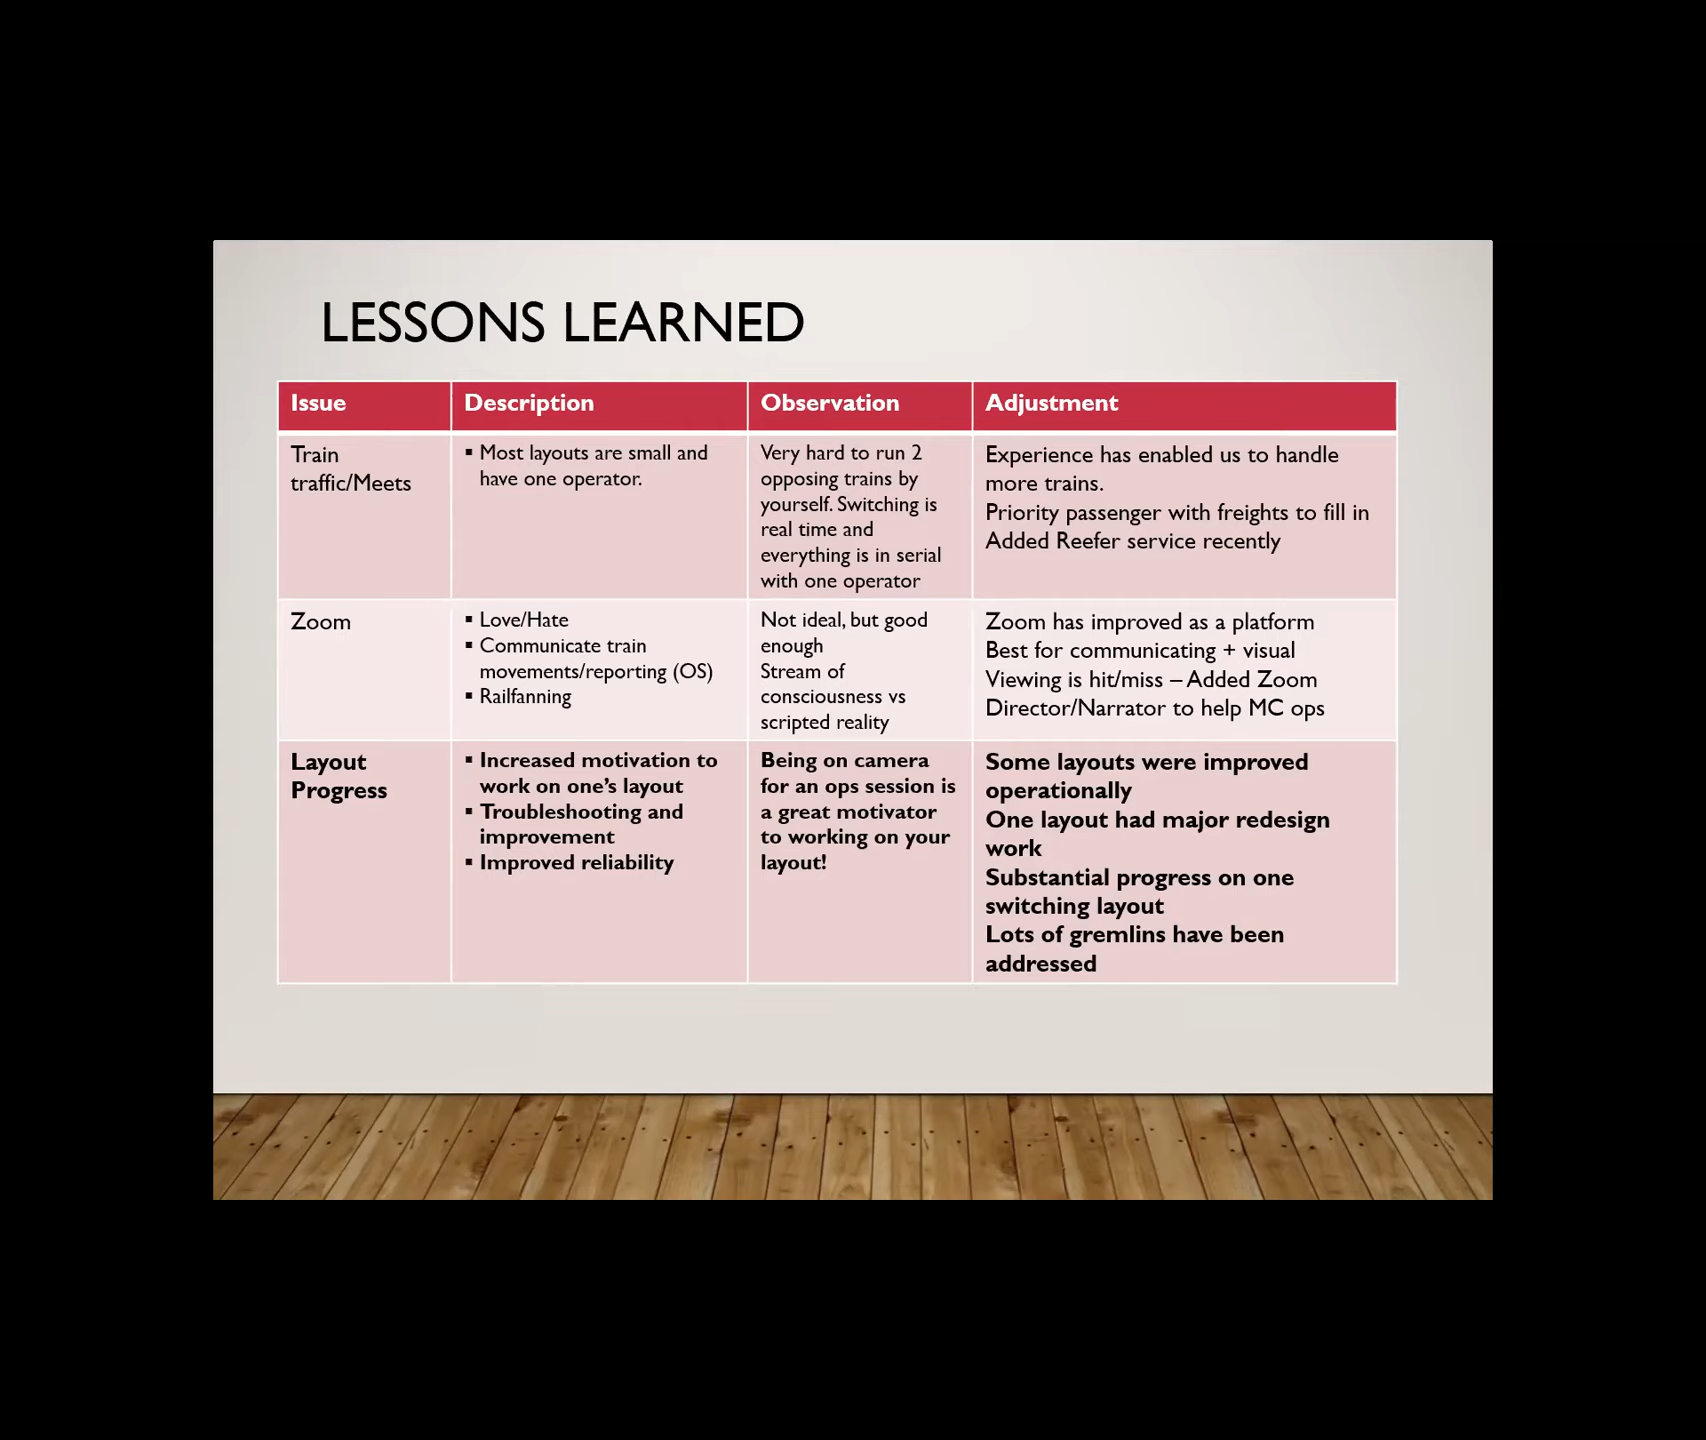 LESSONS LEARNED
Issue
Description
Observation
Adjustment
Train
traffic/Meets
▪ Most layouts are small and
have one operator.
Very hard to run 2
opposing trains by
yourself. Switching is
real time and
everything is in serial
with one operator
Experience has enabled us to handle
more trains.
Priority passenger with freights to fill in
Added Reefer service recently
Zoom
▪ Love/Hate
▪ Communicate train
movements/reporting (OS)
▪ Railfanning
Not ideal, but good
enough
Stream of
consciousness vs
scripted reality
Zoom has improved as a platform
Best for communicating + visual
Viewing is hit/miss – Added Zoom
Director/Narrator to help MC ops
Layout
Progress
▪ Increased motivation to
work on one’s layout
▪ Troubleshooting and
improvement
▪ Improved reliability
Being on camera
for an ops session is
a great motivator
to working on your
layout!
Some layouts were improved
operationally
One layout had major redesign
work
Substantial progress on one
switching layout
Lots of gremlins have been
addressed